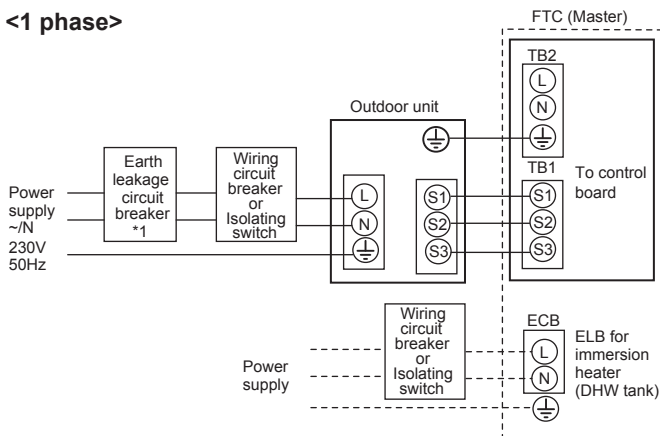 <1 phase>
FTC (Master)
TB2
L
N
Outdoor unit
TB1
To control
board
Earth
leakage
circuit
breaker
*1
Wiring
circuit
breaker
or
Isolating
switch
Power
supply
~/N
230V
50Hz
L
N
S1
S2
S3
S1
S2
S3
Wiring
circuit
breaker
or
Isolating
switch
Power
supply
ECB
L
N
ELB for
immersion
heater
(DHW tank)